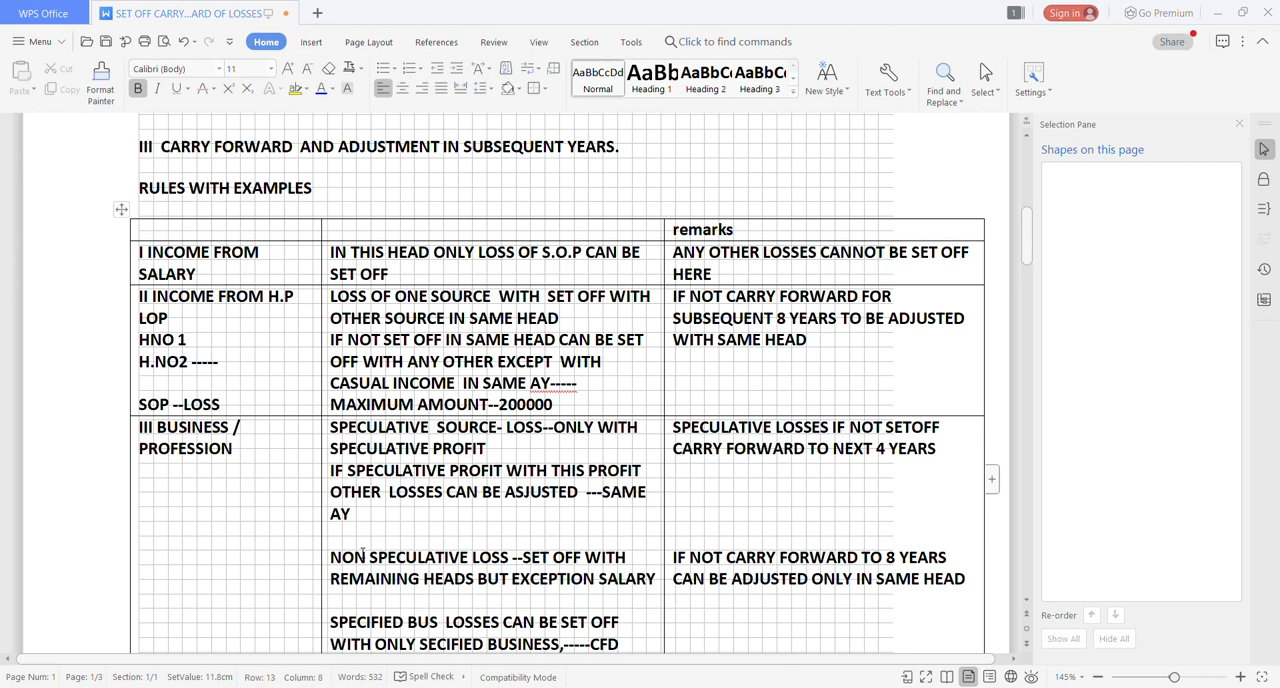 WPS Office
SET OFF CARRY...ARD OF LOSSES
Sign in
Go Premium
Menu
Home
Insert
Page Layout
References
Review
View
Section
Tools
Click to find commands
Share
Paste
Cut
Copy
Format Painter
Calibri (Body)
11
AaBbCcDd
Normal
AaBb
Heading 1
AaBbC
Heading 2
AaBbC
Heading 3
New Style
Text Tools
Find and Replace
Select
Settings
III CARRY FORWARD AND ADJUSTMENT IN SUBSEQUENT YEARS.
RULES WITH EXAMPLES
remarks
I INCOME FROM
SALARY
IN THIS HEAD ONLY LOSS OF S.O.P CAN BE
SET OFF
ANY OTHER LOSSES CANNOT BE SET OFF
HERE
II INCOME FROM H.P
LOP
HNO 1
H.NO2 -----
SOP --LOSS
LOSS OF ONE SOURCE WITH SET OFF WITH
OTHER SOURCE IN SAME HEAD
IF NOT SET OFF IN SAME HEAD CAN BE SET
OFF WITH ANY OTHER EXCEPT WITH
CASUAL INCOME IN SAME AY-----
MAXIMUM AMOUNT--200000
IF NOT CARRY FORWARD FOR
SUBSEQUENT 8 YEARS TO BE ADJUSTED
WITH SAME HEAD
III BUSINESS /
PROFESSION
SPECULATIVE SOURCE- LOSS--ONLY WITH
SPECULATIVE PROFIT
IF SPECULATIVE PROFIT WITH THIS PROFIT
OTHER LOSSES CAN BE ASJUSTED ---SAME
AY
NON SPECULATIVE LOSS --SET OFF WITH
REMAINING HEADS BUT EXCEPTION SALARY
SPECIFIED BUS LOSSES CAN BE SET OFF
WITH ONLY SECIFIED BUSINESS,-----CFD
SPECULATIVE LOSSES IF NOT SETOFF
CARRY FORWARD TO NEXT 4 YEARS
IF NOT CARRY FORWARD TO 8 YEARS
CAN BE ADJUSTED ONLY IN SAME HEAD
Selection Pane
Shapes on this page
Re-order
Show All
Hide All
Page Num: 1
Page: 1/3
Section: 1/1
SetValue: 11.8cm
Row: 13
Column: 8
Words: 532
Spell Check
Compatibility Mode
145%